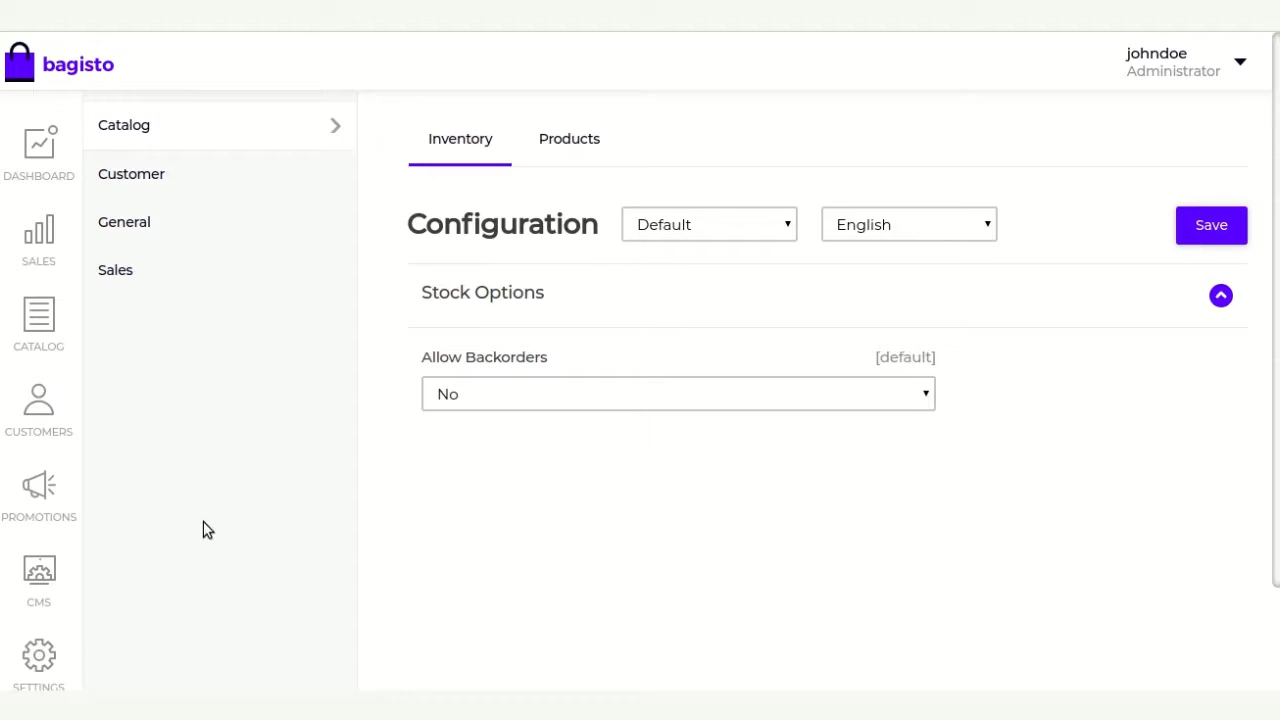 bagisto
johndoe
Administrator
DASHBOARD
SALES
CATALOG
CUSTOMERS
PROMOTIONS
CMS
SETTINGS
Catalog
Customer
General
Sales
Inventory Products
Configuration Default English Save
Stock Options
Allow Backorders [default]
No